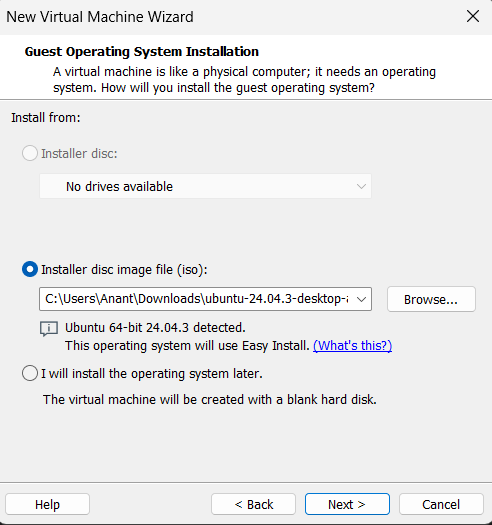 New Virtual Machine Wizard
Guest Operating System Installation
A virtual machine is like a physical computer; it needs an operating
system. How will you install the guest operating system?
Install from:
Installer disc:
No drives available
Installer disc image file (iso):
C:\Users\Anant\Downloads\ubuntu-24.04.3-desktop-a
Browse...
Ubuntu 64-bit 24.04.3 detected.
This operating system will use Easy Install. (What's this?)
I will install the operating system later.
The virtual machine will be created with a blank hard disk.
Help
< Back
Next >
Cancel